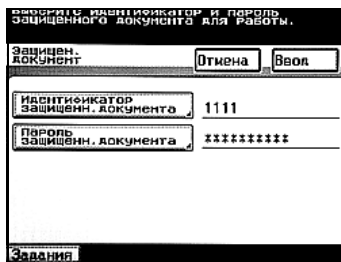 Выберите идентификатор и пароль
защищенного документа для работы.
Защищен.
документ
Отмена
Ввод
Идентификатор
защищенн. документа
1111
Пароль
защищенн. документа
**********
Задания